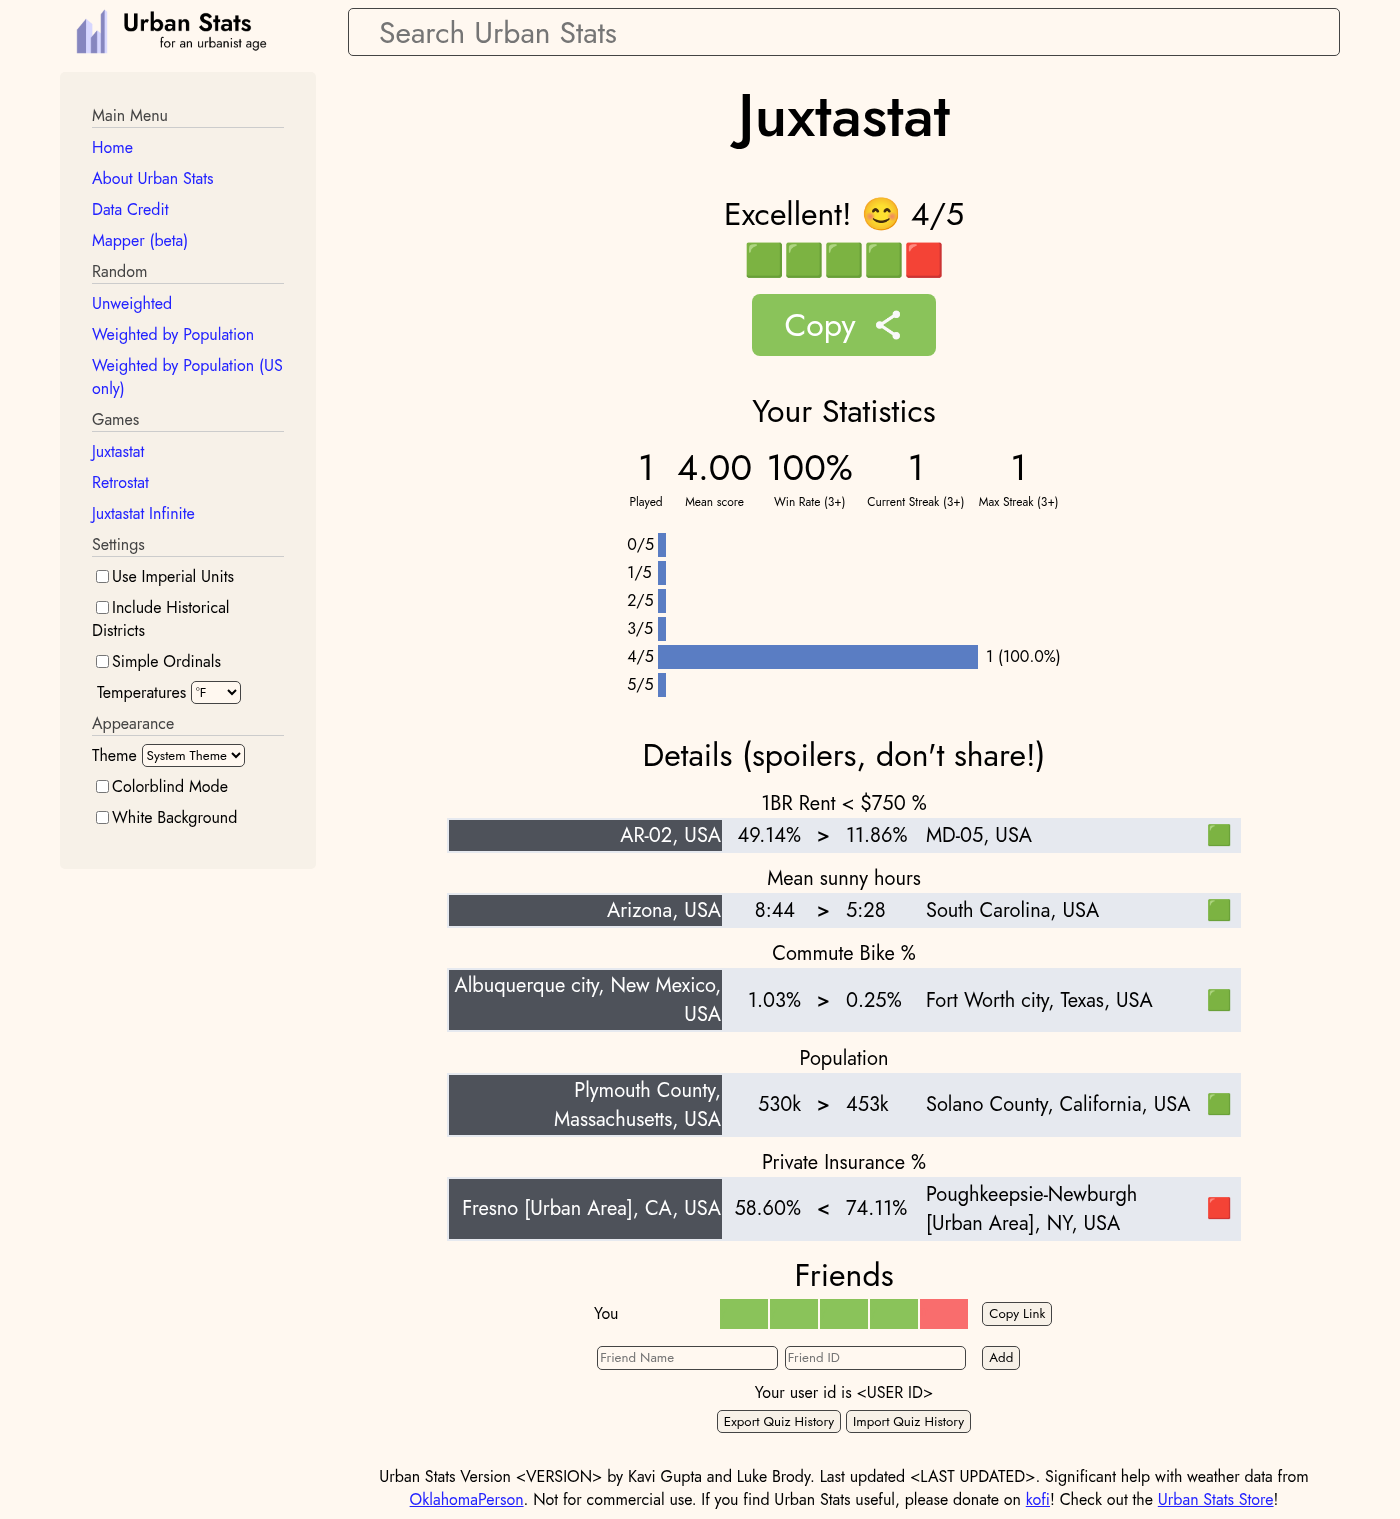 Urban Stats
for an urbanist age
Search Urban Stats
Main Menu
Home
About Urban Stats
Data Credit
Mapper (beta)
Random
Unweighted
Weighted by Population
Weighted by Population (US
only)
Games
Juxtastat
Retrostat
Juxtastat Infinite
Settings
Use Imperial Units
Include Historical
Districts
Simple Ordinals
Temperatures °F
Appearance
Theme System Theme
Colorblind Mode
White Background
Juxtastat
Excellent! 😊 4/5
🟩🟩🟩🟩🟥
Copy
Your Statistics
1 4.00 100% 1 1
Played Mean score Win Rate (3+) Current Streak (3+) Max Streak (3+)
0/5
1/5
2/5
3/5
4/5 1 (100.0%)
5/5
Details (spoilers, don't share!)
1BR Rent < $750 %
AR-02, USA 49.14% > 11.86% MD-05, USA 🟩
Mean sunny hours
Arizona, USA 8:44 > 5:28 South Carolina, USA 🟩
Commute Bike %
Albuquerque city, New Mexico,
USA 1.03% > 0.25% Fort Worth city, Texas, USA 🟩
Population
Plymouth County,
Massachusetts, USA 530k > 453k Solano County, California, USA 🟩
Private Insurance %
Fresno [Urban Area], CA, USA 58.60% < 74.11% Poughkeepsie-Newburgh
[Urban Area], NY, USA 🟥
Friends
You Copy Link
Friend Name Friend ID Add
Your user id is <USER ID>
Export Quiz History Import Quiz History
Urban Stats Version <VERSION> by Kavi Gupta and Luke Brody. Last updated <LAST UPDATED>. Significant help with weather data from
OklahomaPerson. Not for commercial use. If you find Urban Stats useful, please donate on kofi! Check out the Urban Stats Store!